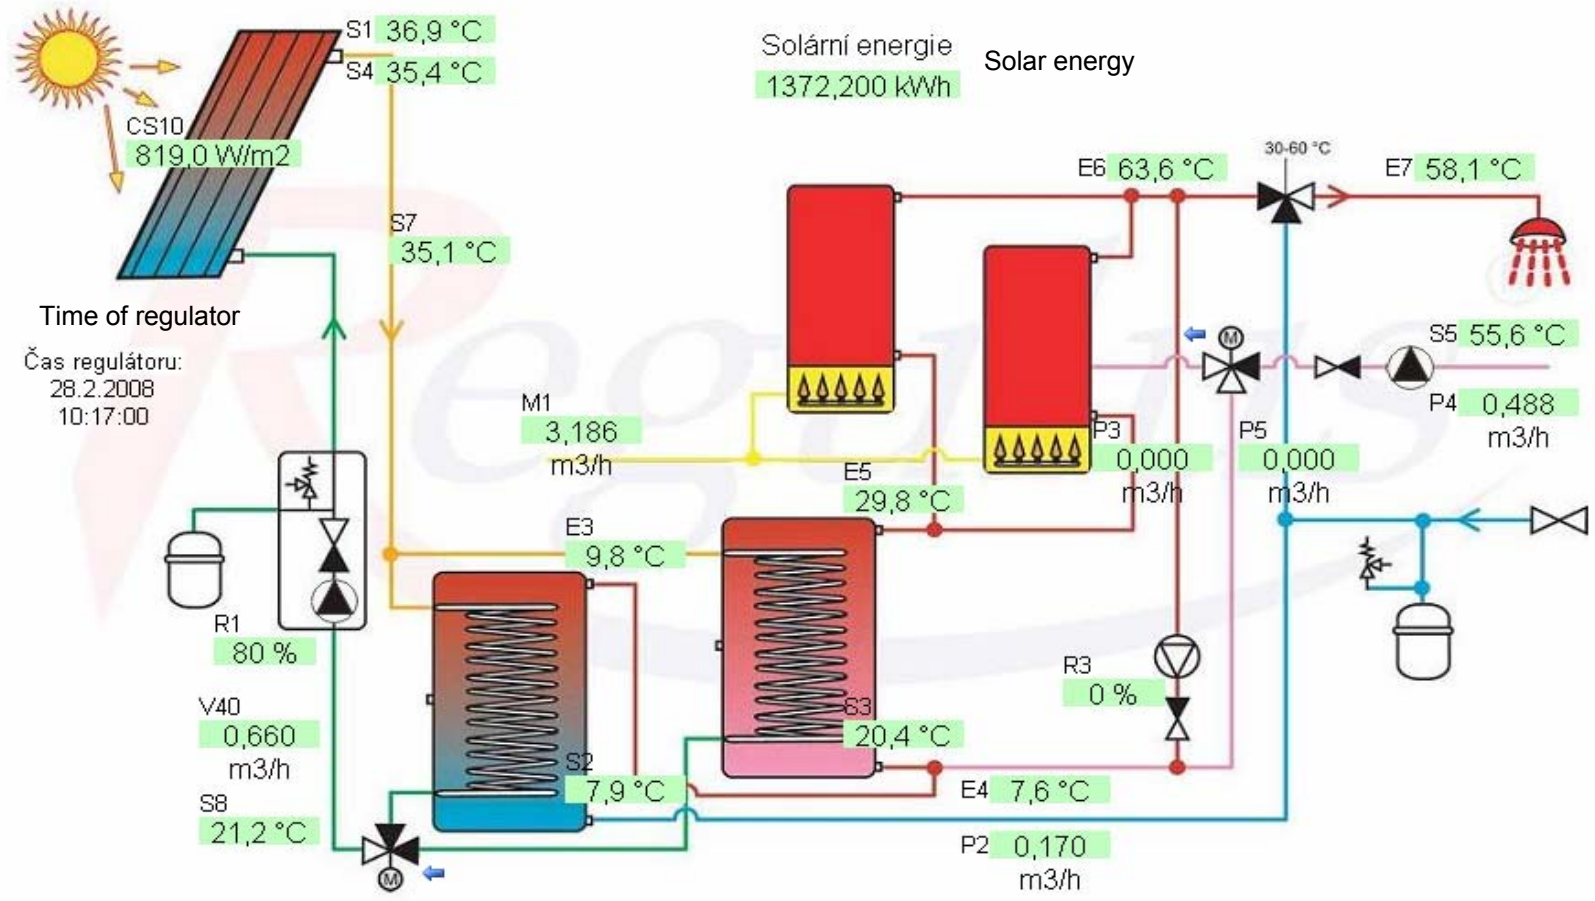 S1 36,9 °C
S4 35,4 °C
Solární energie
1372,200 kWh
Solar energy
CS10
819,0 W/m2
30-60 °C
E6 63,6 °C
E7 58,1 °C
S7
35,1 °C
Time of regulator
Čas regulátoru:
28.2.2008
10:17:00
M
S5 55,6 °C
P4 0,488
m3/h
M1
3,186
m3/h
P3
0,000
m3/h
P5
0,000
m3/h
E5
29,8 °C
E3
9,8 °C
R1
80 %
R3
0 %
V40
0,660
m3/h
S3
20,4 °C
S2
7,9 °C
E4 7,6 °C
S8
21,2 °C
P2 0,170
m3/h
M
Regulus
®